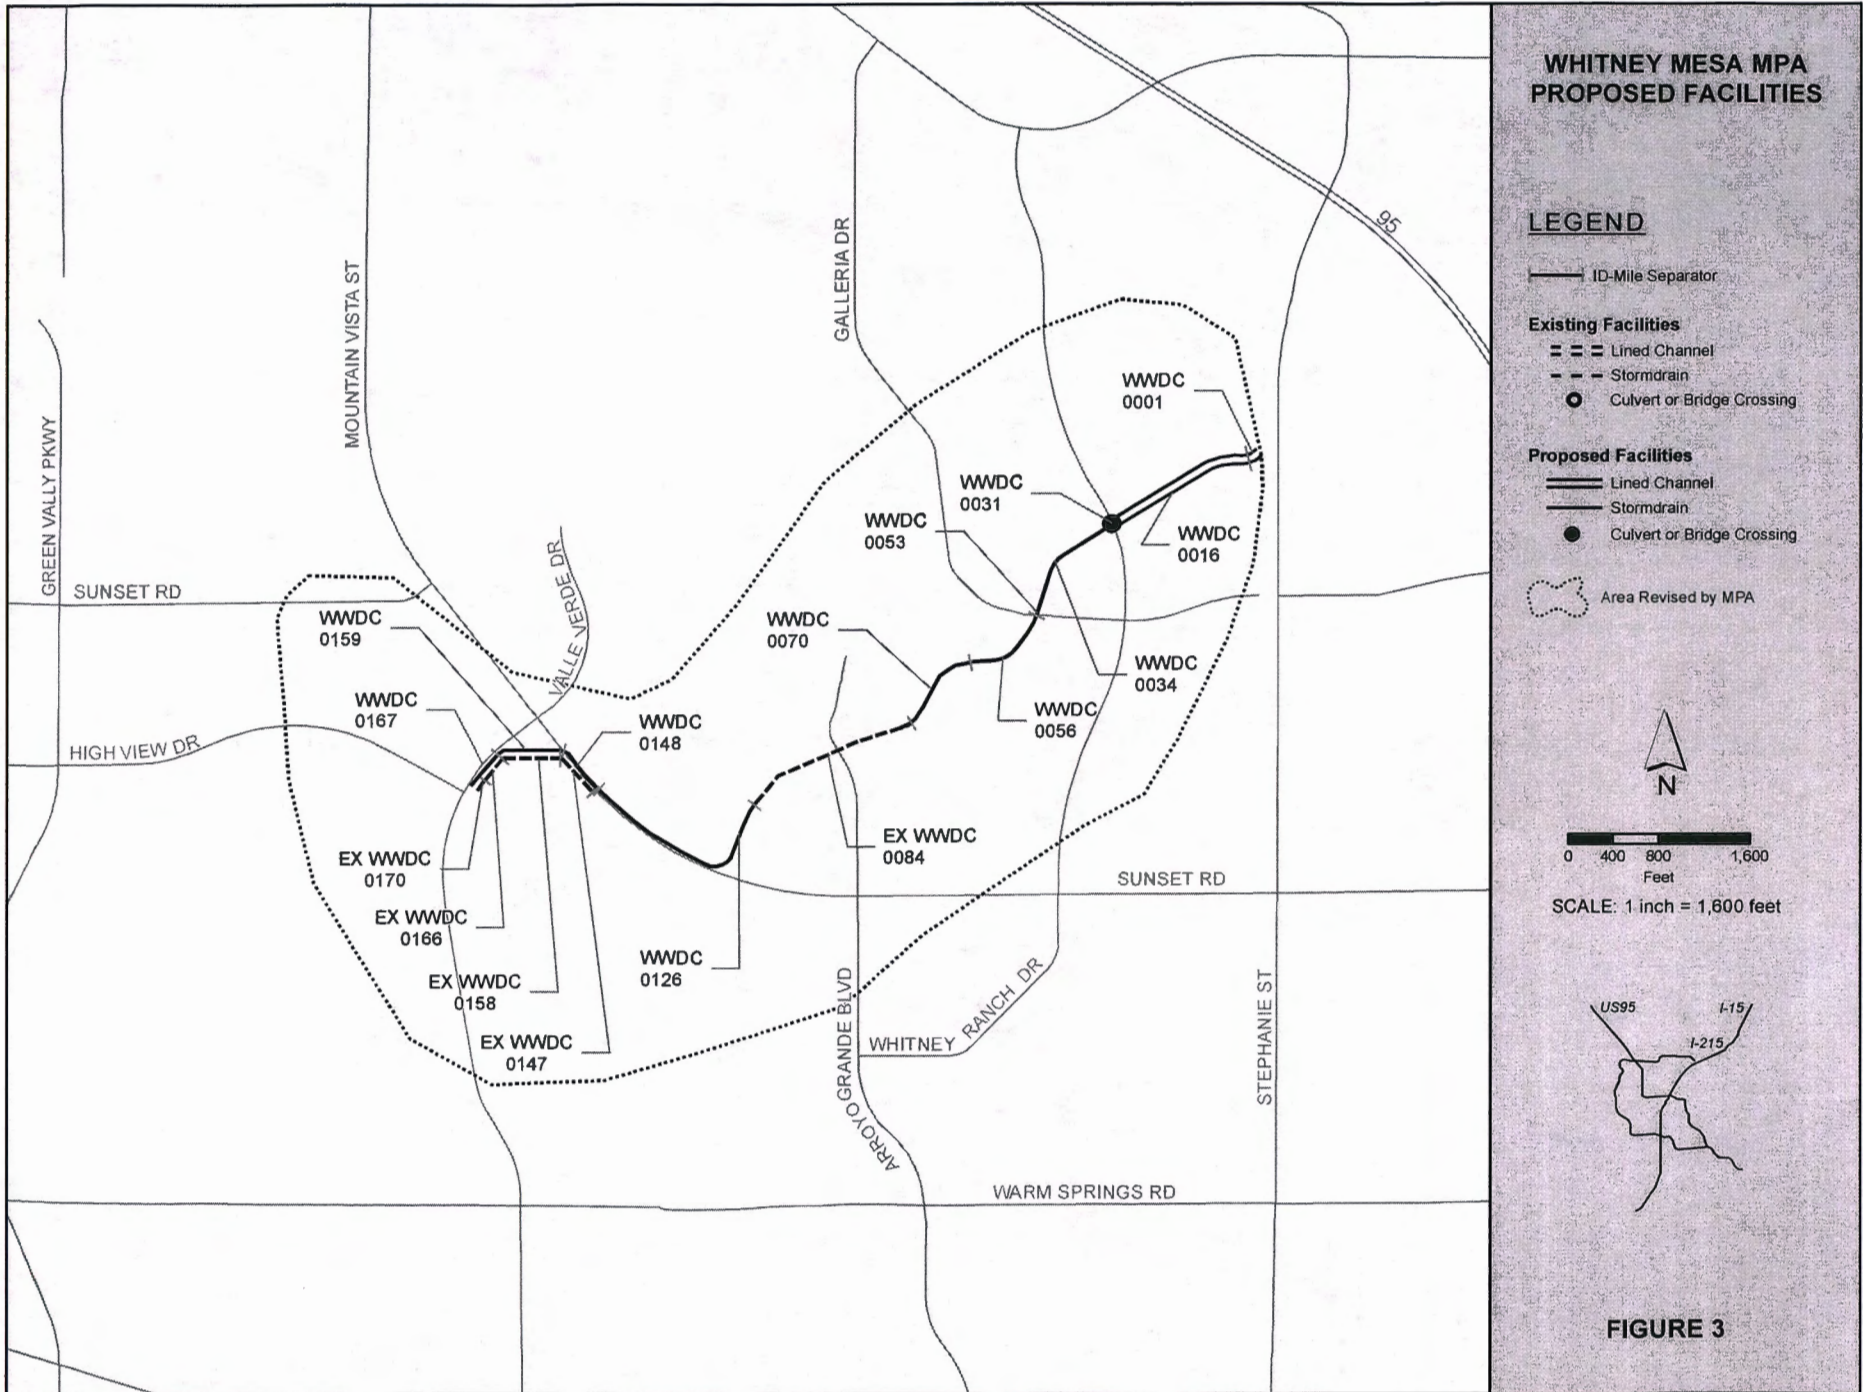 WHITNEY MESA MPA
PROPOSED FACILITIES
LEGEND
ID-Mile Separator
Existing Facilities
Lined Channel
Stormdrain
Culvert or Bridge Crossing
Proposed Facilities
Lined Channel
Stormdrain
Culvert or Bridge Crossing
Area Revised by MPA
N
0 400 800 1,600
Feet
SCALE: 1 inch = 1,600 feet
US95
I-15
I-215
FIGURE 3
95
GALLERIA DR
MOUNTAIN VISTA ST
GREEN VALLY PKWY
WWDC
0001
WWDC
0031
WWDC
0053
WWDC
0016
VALLE VERDE DR
SUNSET RD
WWDC
0159
WWDC
0070
WWDC
0034
WWDC
0167
WWDC
0056
WWDC
0148
HIGH VIEW DR
EX WWDC
0084
EX WWDC
0170
SUNSET RD
EX WWDC
0166
WWDC
0126
EX WWDC
0158
EX WWDC
0147
ARROYO GRANDE BLVD
WHITNEY RANCH DR
STEPHANIE ST
WARM SPRINGS RD